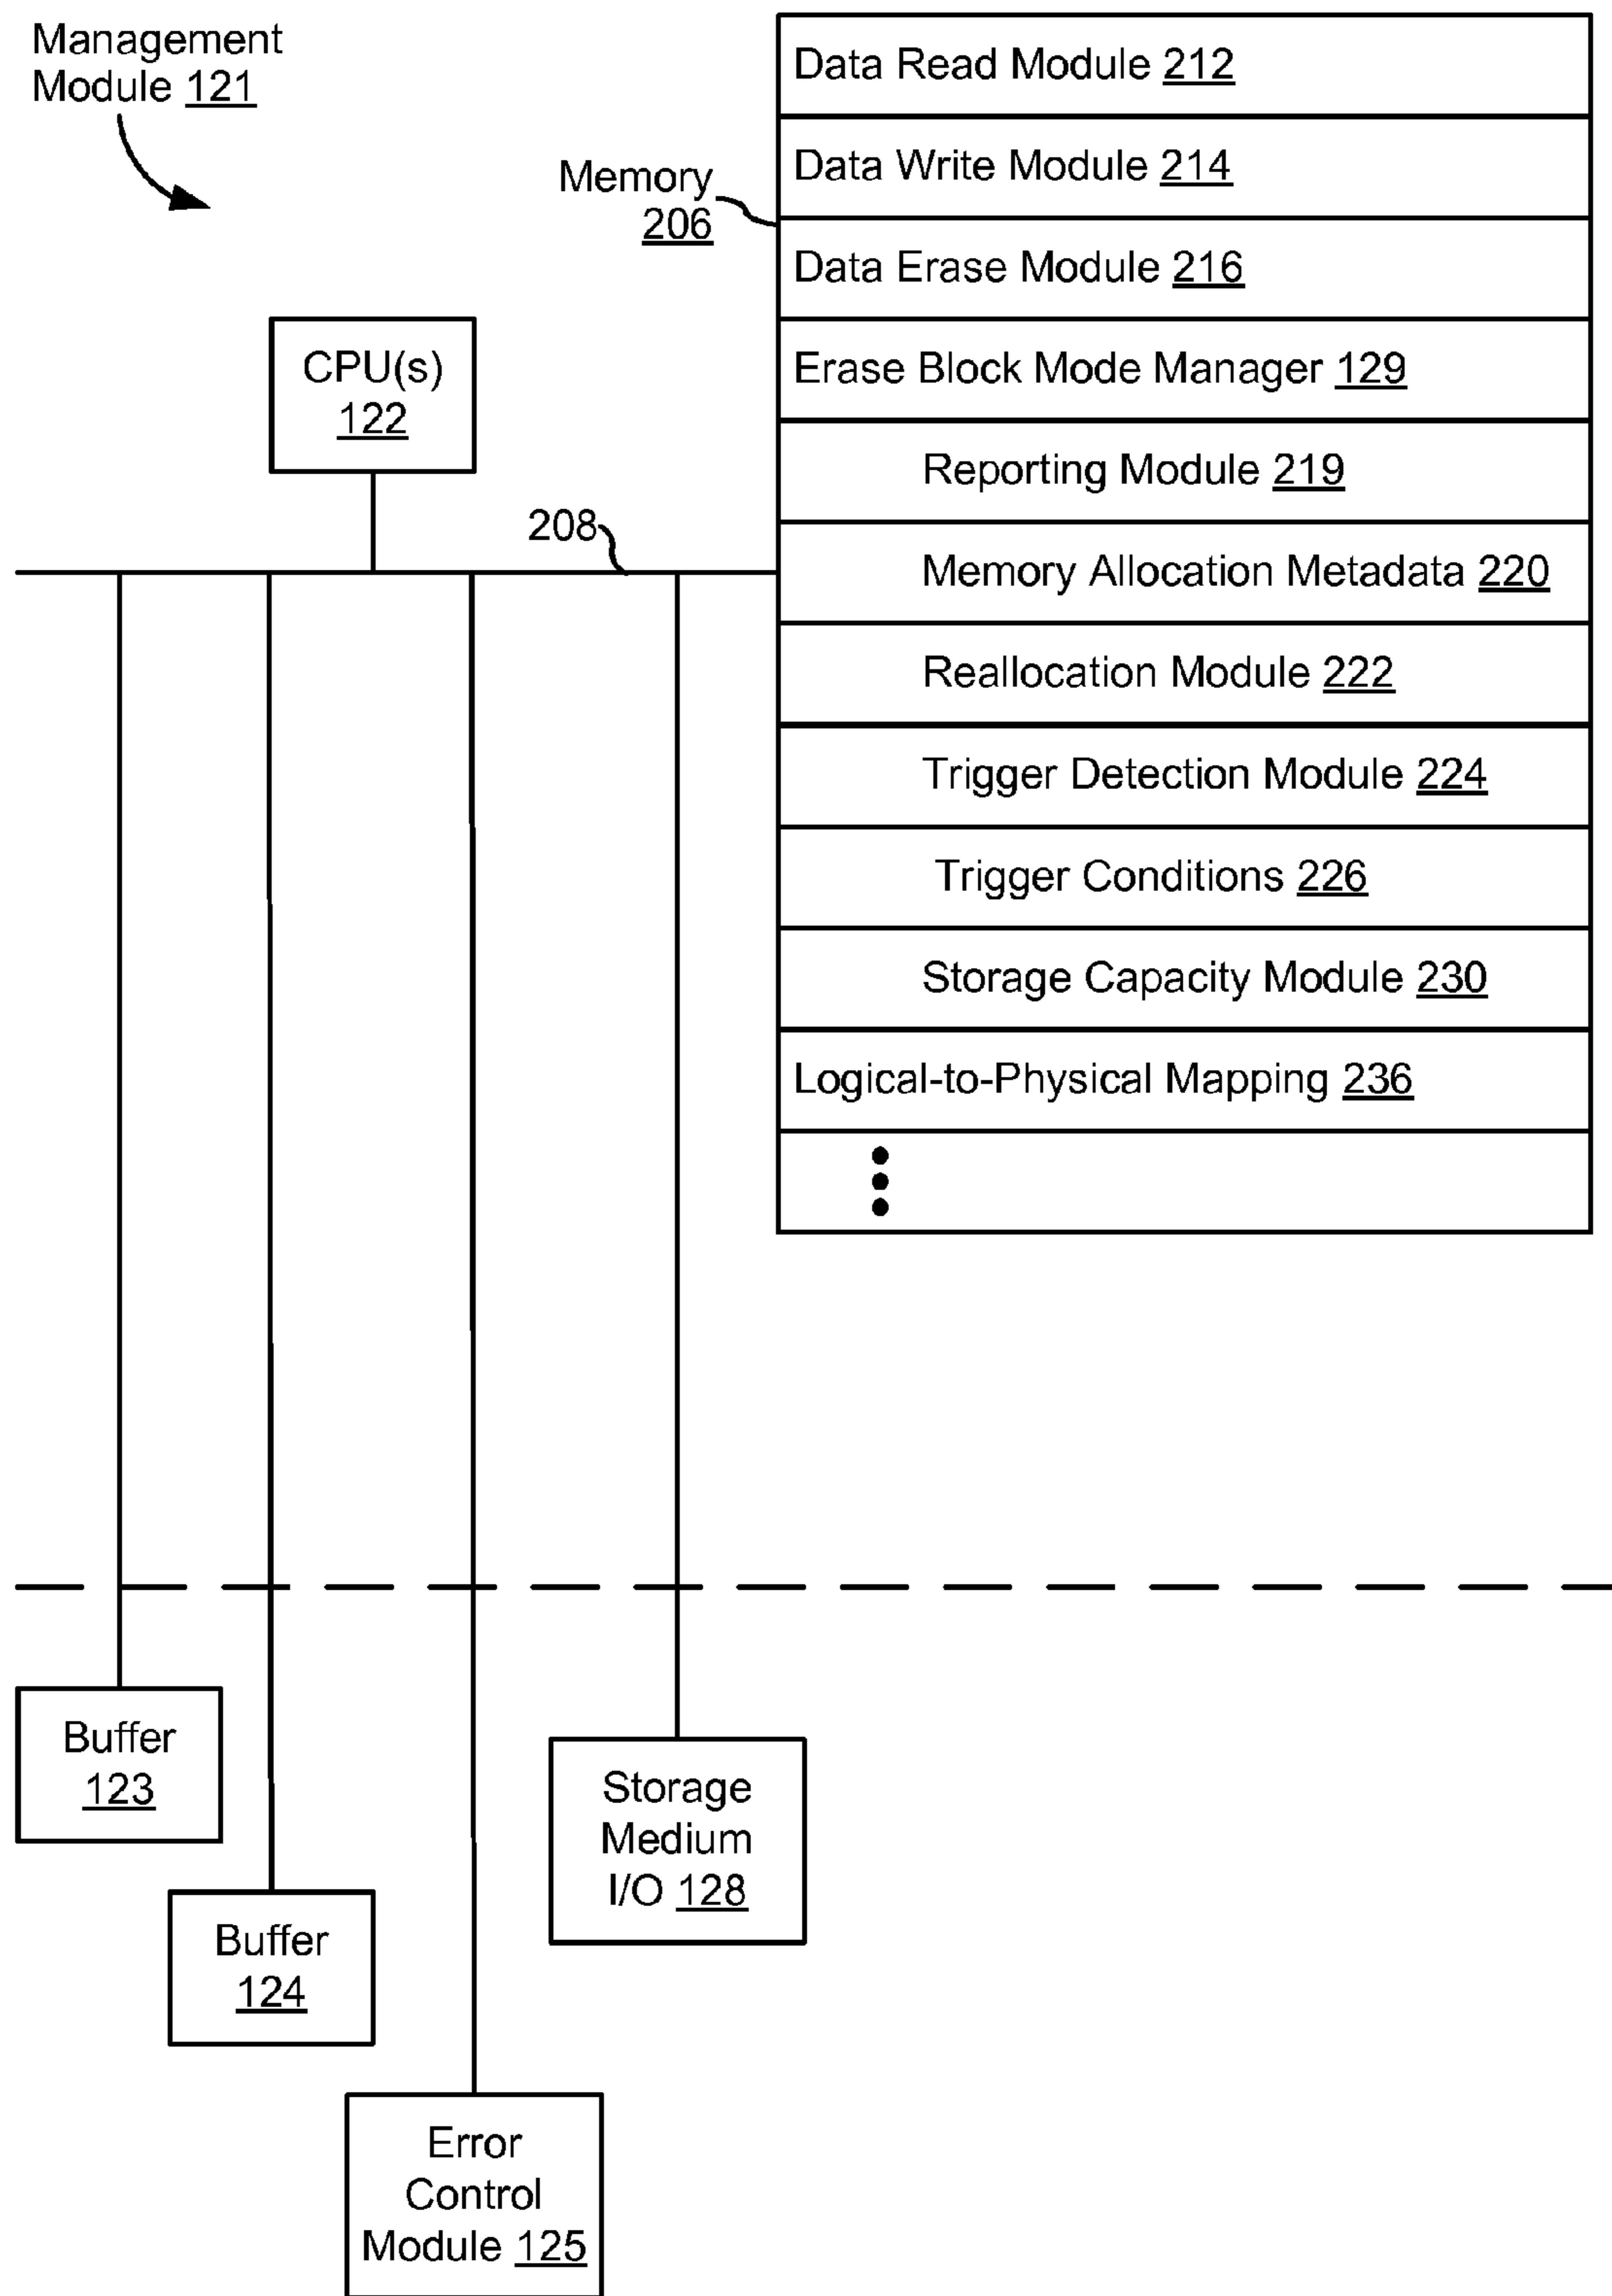 Management
Module 121
Memory
206
CPU(s)
122
208
Data Read Module 212
Data Write Module 214
Data Erase Module 216
Erase Block Mode Manager 129
Reporting Module 219
Memory Allocation Metadata 220
Reallocation Module 222
Trigger Detection Module 224
Trigger Conditions 226
Storage Capacity Module 230
Logical-to-Physical Mapping 236
Buffer
123
Buffer
124
Storage
Medium
I/O 128
Error
Control
Module 125